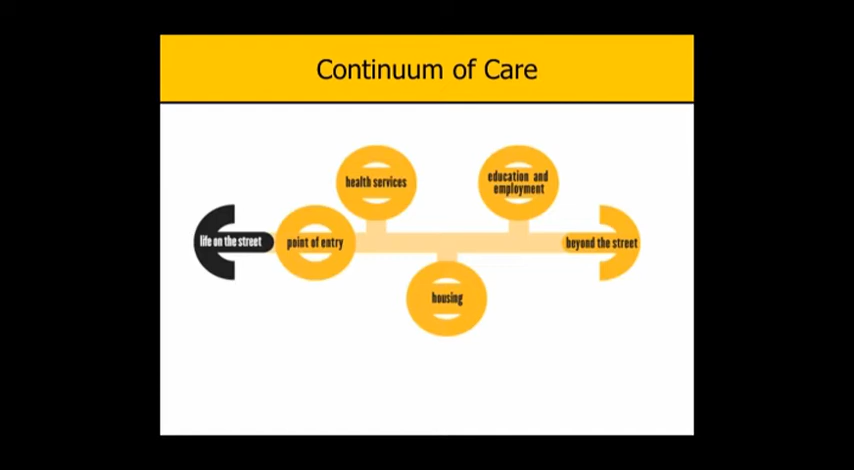 Continuum of Care
health services
education and
employment
life on the street
point of entry
beyond the street
housing